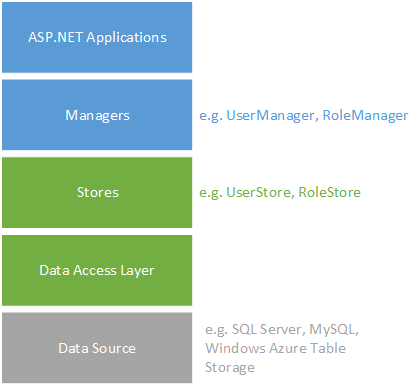 ASP.NET Applications
Managers
e.g. UserManager, RoleManager
Stores
e.g. UserStore, RoleStore
Data Access Layer
Data Source
e.g. SQL Server, MySQL,
Windows Azure Table
Storage